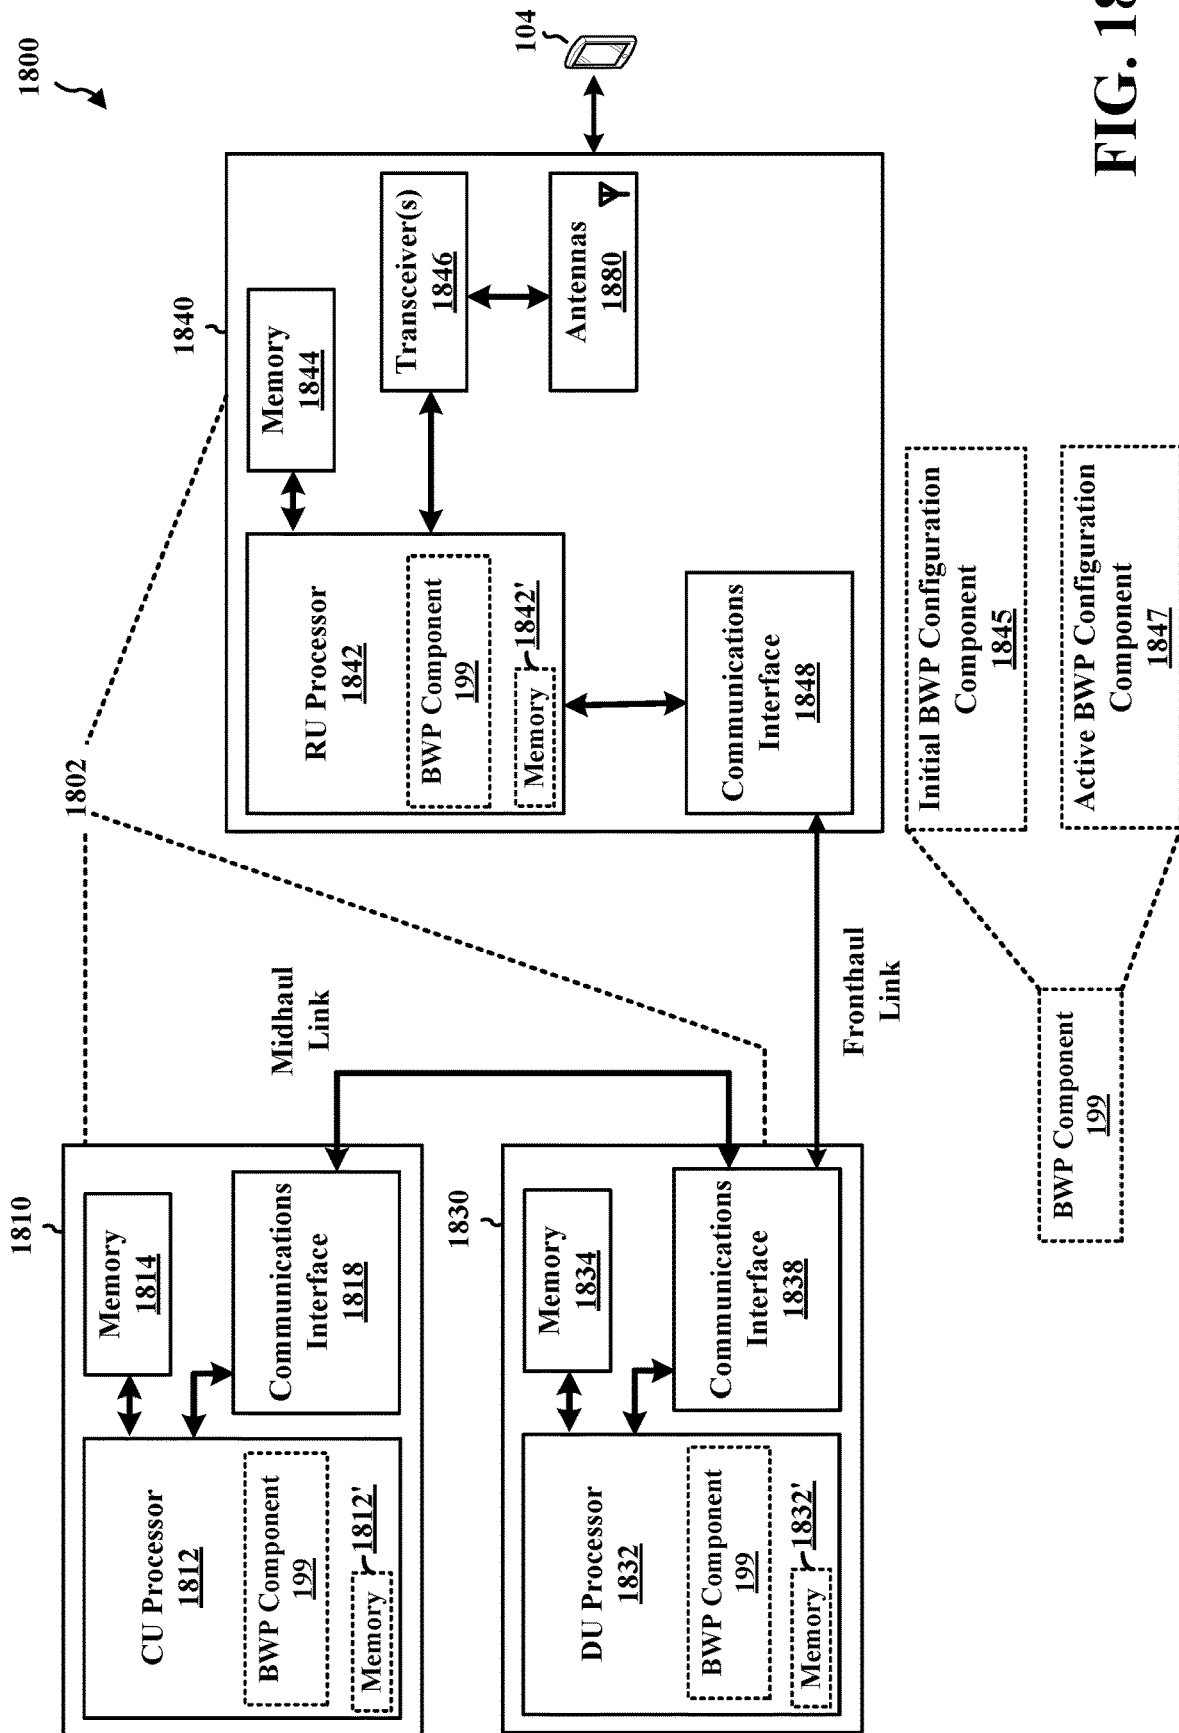 1800
1802
1810
CU Processor
1812
BWP Component
199
Memory
1812'
Memory
1814
Communications
Interface
1818
Midhaul
Link
1830
DU Processor
1832
BWP Component
199
Memory
1832'
Memory
1834
Communications
Interface
1838
Fronthaul
Link
1840
RU Processor
1842
BWP Component
199
Memory
1842'
Memory
1844
Transceiver(s)
1846
Antennas
1880
Communications
Interface
1848
104
BWP Component
199
Initial BWP Configuration
Component
1845
Active BWP Configuration
Component
1847
FIG. 18